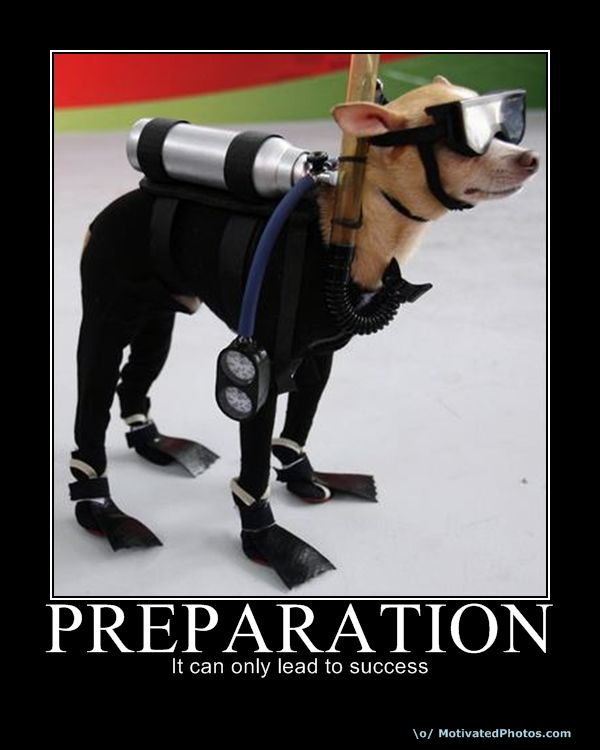 PREPARATION
It can only lead to success
\o/ MotivatedPhotos.com